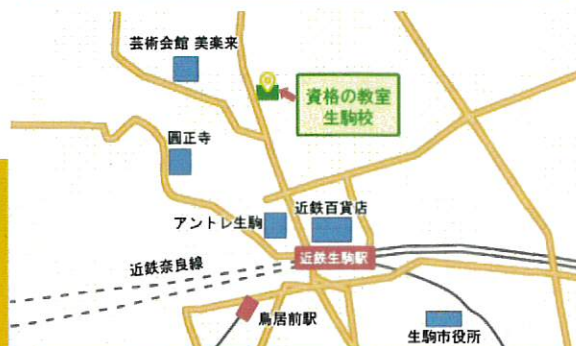 芸術会館 美楽来
資格の教室
生駒校
圓正寺
近鉄百貨店
アントレ生駒
近鉄生駒駅
近鉄奈良線
鳥居前駅
生駒市役所